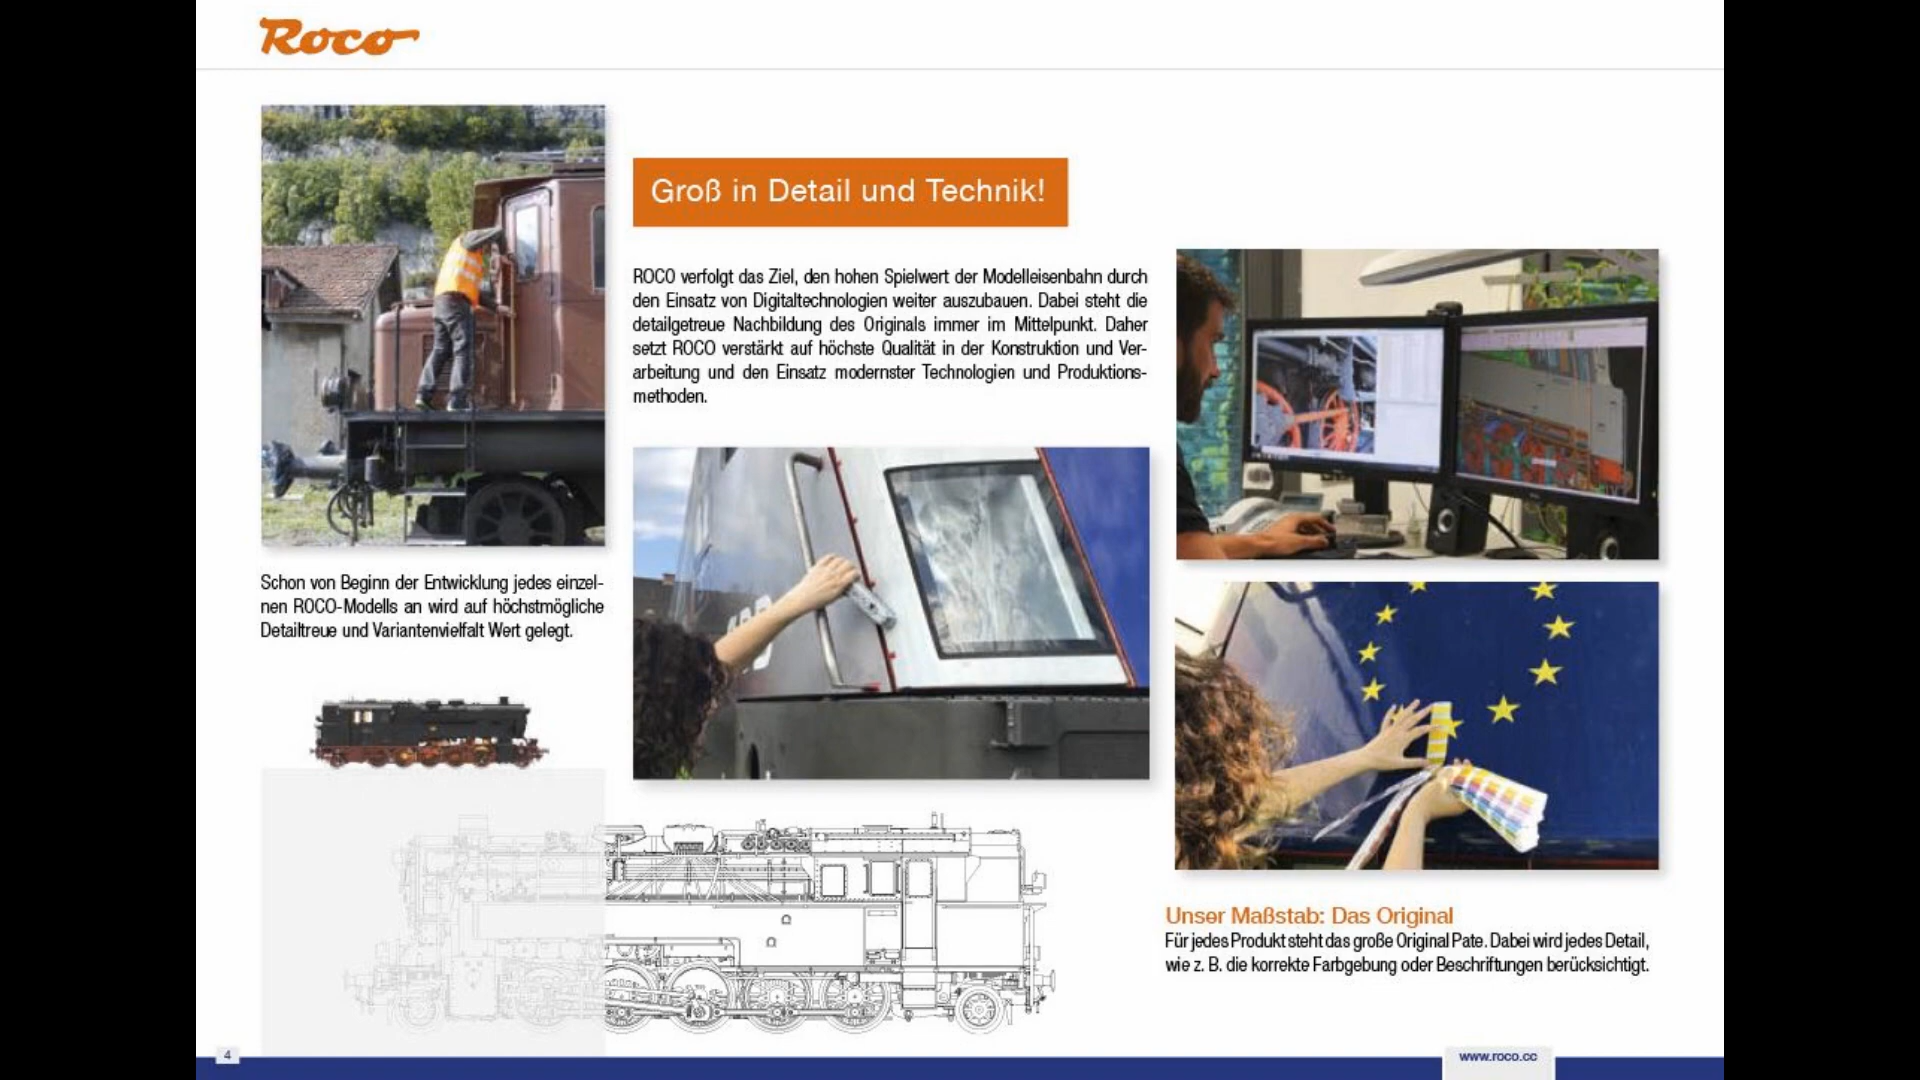 Roco
Groß in Detail und Technik!
ROCO verfolgt das Ziel, den hohen Spielwert der Modelleisenbahn durch
den Einsatz von Digitaltechnologien weiter auszubauen. Dabei steht die
detailgetreue Nachbildung des Originals immer im Mittelpunkt. Daher
setzt ROCO verstärkt auf höchste Qualität in der Konstruktion und Ver-
arbeitung und den Einsatz modernster Technologien und Produktions-
methoden.
Schon von Beginn der Entwicklung jedes einzel-
nen ROCO-Modells an wird auf höchstmögliche
Detailtreue und Variantenvielfalt Wert gelegt.
Unser Maßstab: Das Original
Für jedes Produkt steht das große Original Pate. Dabei wird jedes Detail,
wie z. B. die korrekte Farbgebung oder Beschriftungen berücksichtigt.
4
www.roco.cc